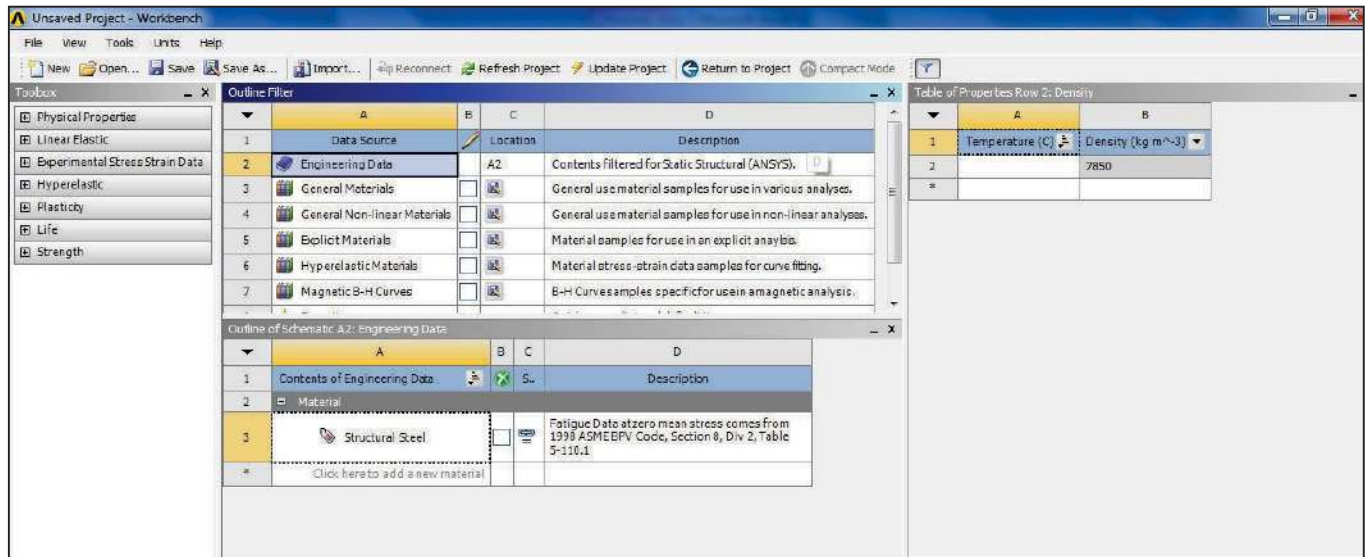 Unsaved Project - Workbench
File View Tools Units Help
New Open... Save Save As... Import... Reconnect Refresh Project Update Project Return to Project Compact Mode
Toolbox
Physical Properties
Linear Elastic
Experimental Stress Strain Data
Hyperelastic
Plasticity
Life
Strength
Outline Filter
A B C D
1 Data Source Location Description
2 Engineering Data A2 Contents filtered for Static Structural (ANSYS). D
3 General Materials General use material samples for use in various analyses.
4 General Non-linear Materials General use material samples for use in non-linear analyses.
5 Explicit Materials Material samples for use in an explicit anaylsis.
6 Hyperelastic Materials Material stress-strain data samples for curve fitting.
7 Magnetic B-H Curves B-H Curve samples specific for use in a magnetic analysis.
Outline of Schematic A2: Engineering Data
A B C D
1 Contents of Engineering Data S.. Description
2 Material
3 Structural Steel Fatigue Data at zero mean stress comes from
1998 ASME BPV Code, Section 8, Div 2, Table
5-110.1
* Click here to add a new material
Table of Properties Row 2: Density
A B
1 Temperature (C) Density (kg m^-3)
2 7850
*